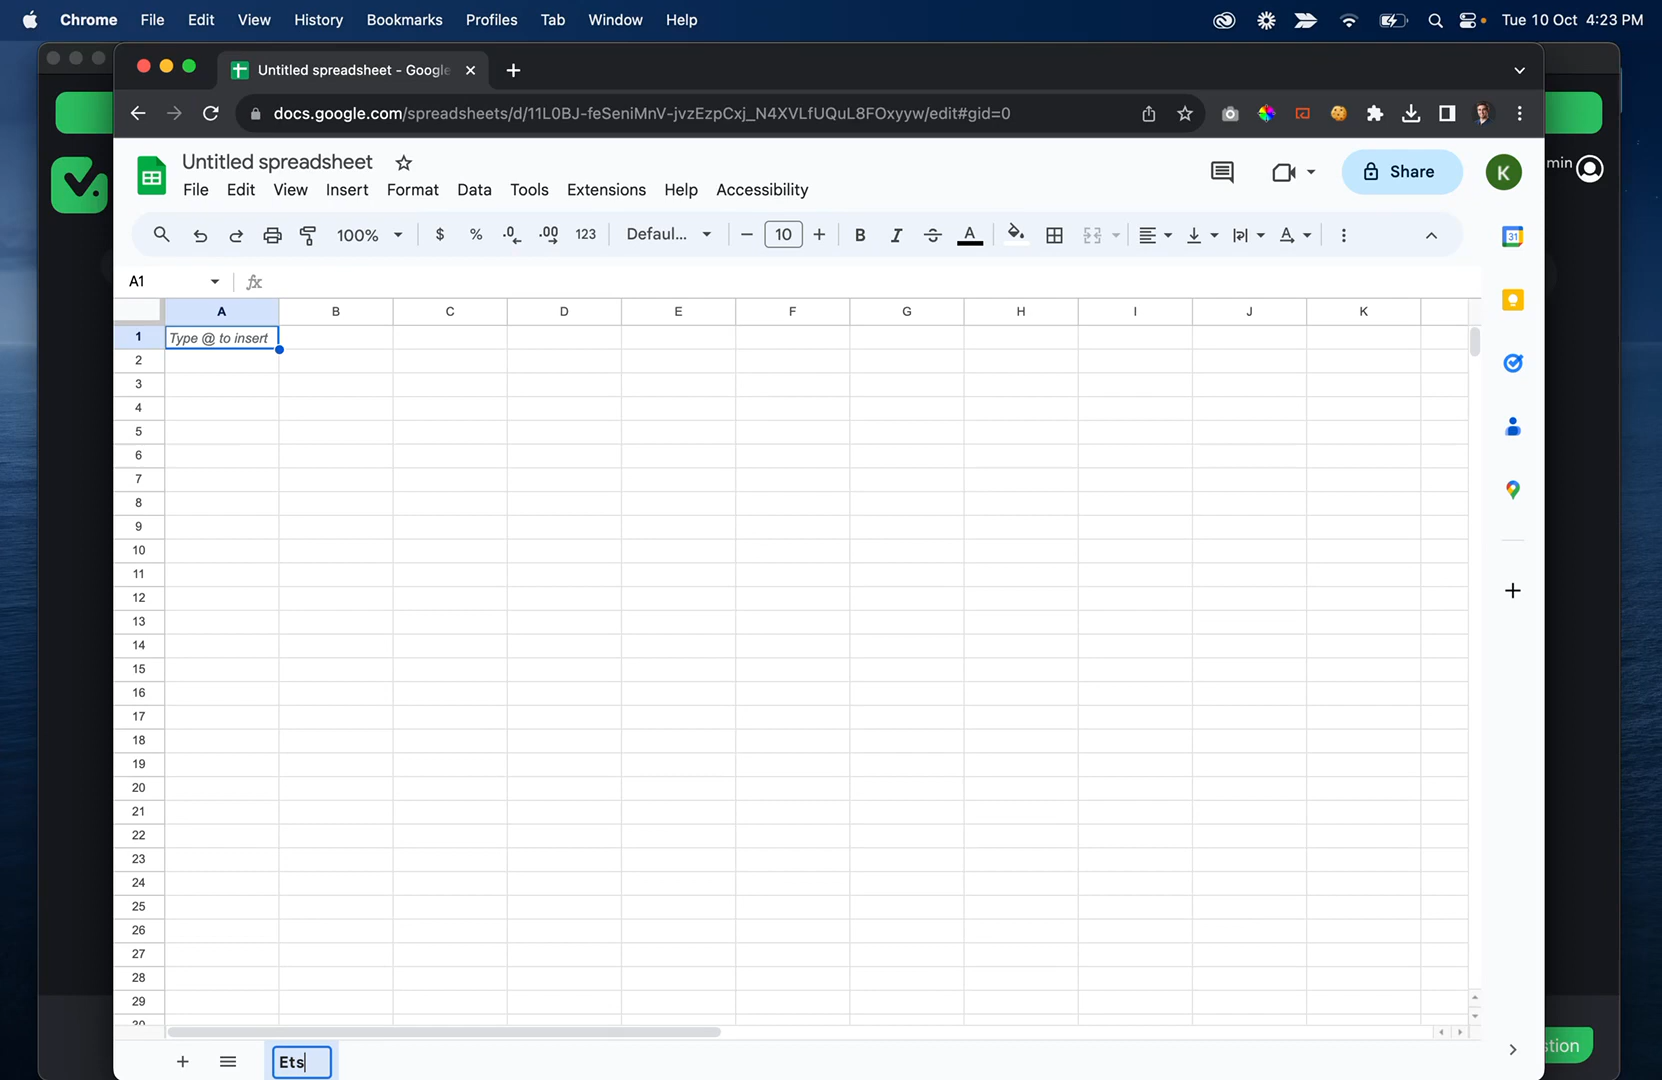 Chrome File Edit View History Bookmarks Profiles Tab Window Help Tue 10 Oct 4:23 PM
Untitled spreadsheet - Google
docs.google.com/spreadsheets/d/11L0BJ-feSeniMnV-jvzEzpCxj_N4XVLfUQuL8FOxyyw/edit#gid=0
Untitled spreadsheet
File Edit View Insert Format Data Tools Extensions Help Accessibility
Share
K
min
100% $ % .0 .00 123 Defaul... 10 B I A A
31
A1 fx
A B C D E F G H I J K
1 Type @ to insert
2
3
4
5
6
7
8
9
10
11
12
13
14
15
16
17
18
19
20
21
22
23
24
25
26
27
28
29
30
Ets
stion